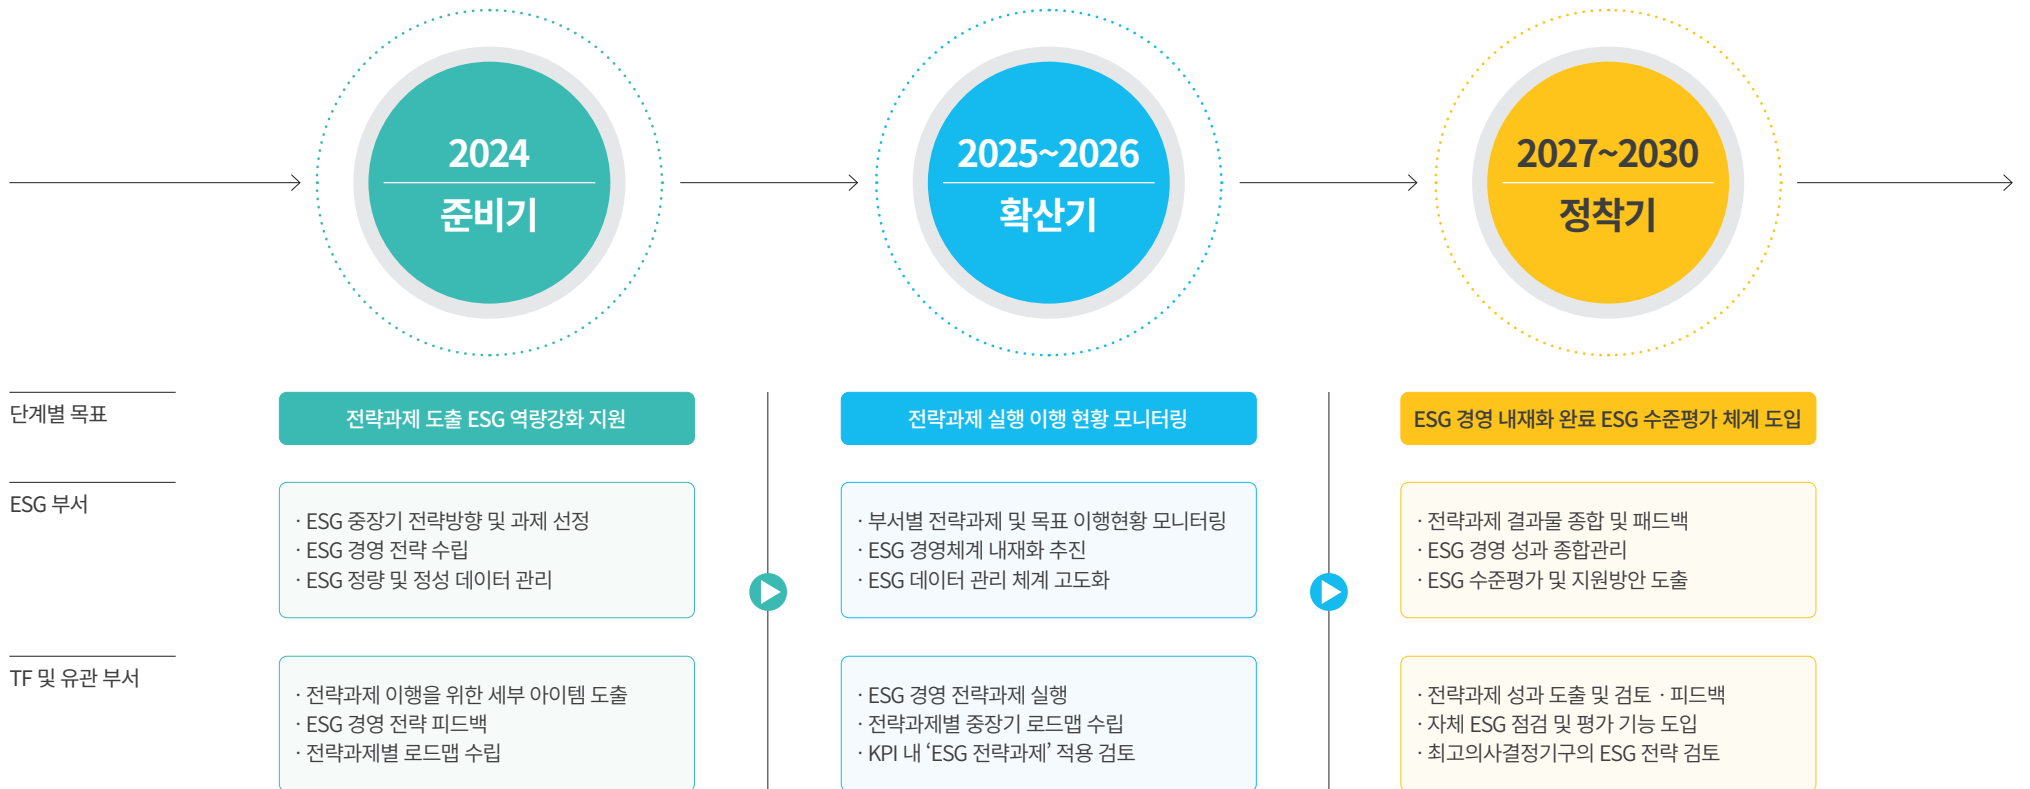 2024
준비기
2025~2026
확산기
2027~2030
정착기
단계별 목표
전략과제 도출 ESG 역량강화 지원
전략과제 실행 이행 현황 모니터링
ESG 경영 내재화 완료 ESG 수준평가 체계 도입
ESG 부서
· ESG 중장기 전략방향 및 과제 선정
· ESG 경영 전략 수립
· ESG 정량 및 정성 데이터 관리
· 부서별 전략과제 및 목표 이행현황 모니터링
· ESG 경영체계 내재화 추진
· ESG 데이터 관리 체계 고도화
· 전략과제 결과물 종합 및 패드백
· ESG 경영 성과 종합관리
· ESG 수준평가 및 지원방안 도출
TF 및 유관 부서
· 전략과제 이행을 위한 세부 아이템 도출
· ESG 경영 전략 피드백
· 전략과제별 로드맵 수립
· ESG 경영 전략과제 실행
· 전략과제별 중장기 로드맵 수립
· KPI 내 ‘ESG 전략과제’ 적용 검토
· 전략과제 성과 도출 및 검토 · 피드백
· 자체 ESG 점검 및 평가 기능 도입
· 최고의사결정기구의 ESG 전략 검토